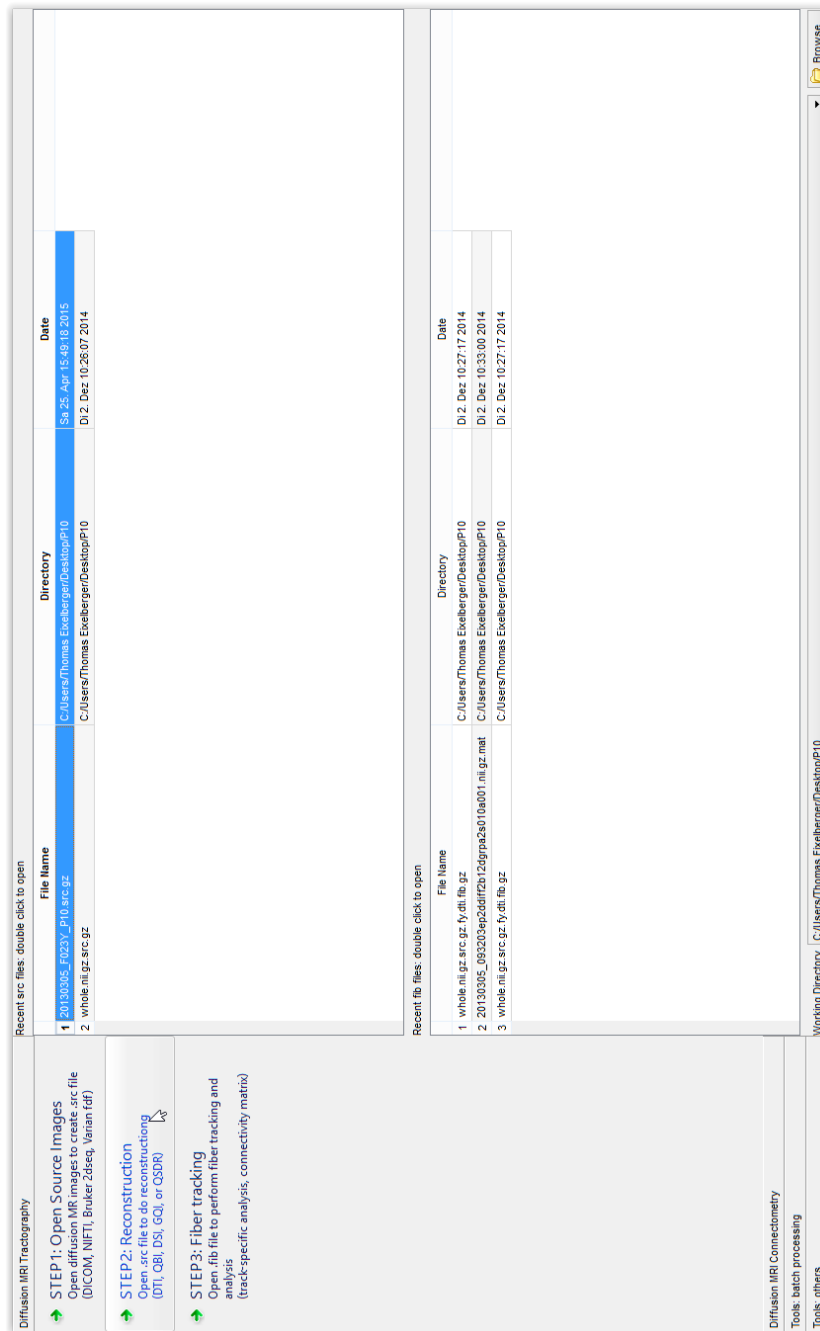 Diffusion MRI Tractography
STEP1: Open Source Images
Open diffusion MR images to create .src file
(DICOM, NIFTI, Bruker 2dseq, Varian fdf)
STEP2: Reconstruction
Open .src file to do reconstructiong
(DTI, QBI, DSI, GQI, or QSDR)
STEP3: Fiber tracking
Open .fib file to perform fiber tracking and
analysis
(track-specific analysis, connectivity matrix)
Diffusion MRI Connectometry
Tools: batch processing
Tools: others
Recent src files: double click to open
File Name Directory Date
1 20130305_F023Y_P10.src.gz C:/Users/Thomas Eixelberger/Desktop/P10 Sa 25. Apr 15:49:18 2015
2 whole.nii.gz.src.gz C:/Users/Thomas Eixelberger/Desktop/P10 Di 2. Dez 10:26:07 2014
Recent fib files: double click to open
File Name Directory Date
1 whole.nii.gz.src.gz.fy.dti.fib.gz C:/Users/Thomas Eixelberger/Desktop/P10 Di 2. Dez 10:27:17 2014
2 20130305_093203ep2ddiff2b12dgrpa2s010a001.nii.gz.mat C:/Users/Thomas Eixelberger/Desktop/P10 Di 2. Dez 10:33:00 2014
3 whole.nii.gz.src.gz.fy.dti.fib.gz C:/Users/Thomas Eixelberger/Desktop/P10 Di 2. Dez 10:27:17 2014
Working Directory C:/Users/Thomas Eixelberger/Desktop/P10 Browse